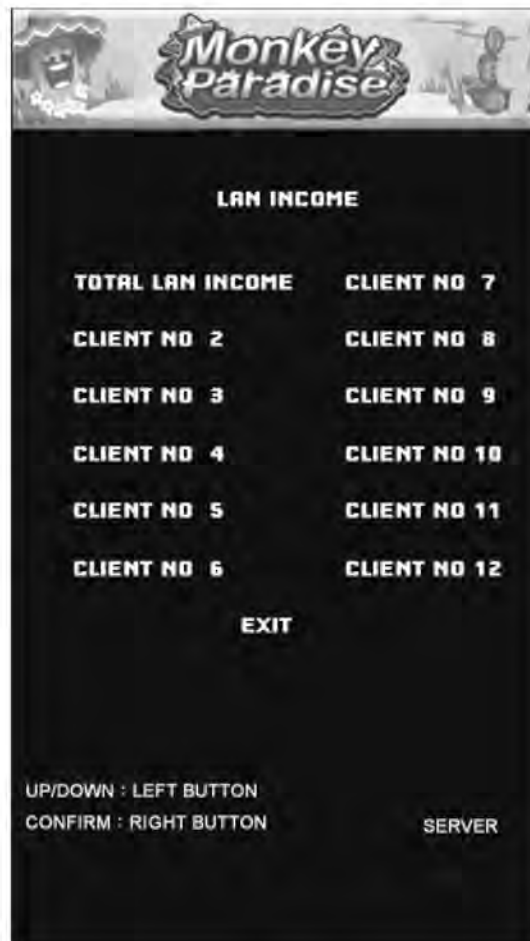 Monkey
Paradise
LAN INCOME
TOTAL LAN INCOME
CLIENT NO 2
CLIENT NO 3
CLIENT NO 4
CLIENT NO 5
CLIENT NO 6
CLIENT NO 7
CLIENT NO 8
CLIENT NO 9
CLIENT NO 10
CLIENT NO 11
CLIENT NO 12
EXIT
UP/DOWN : LEFT BUTTON
CONFIRM : RIGHT BUTTON
SERVER